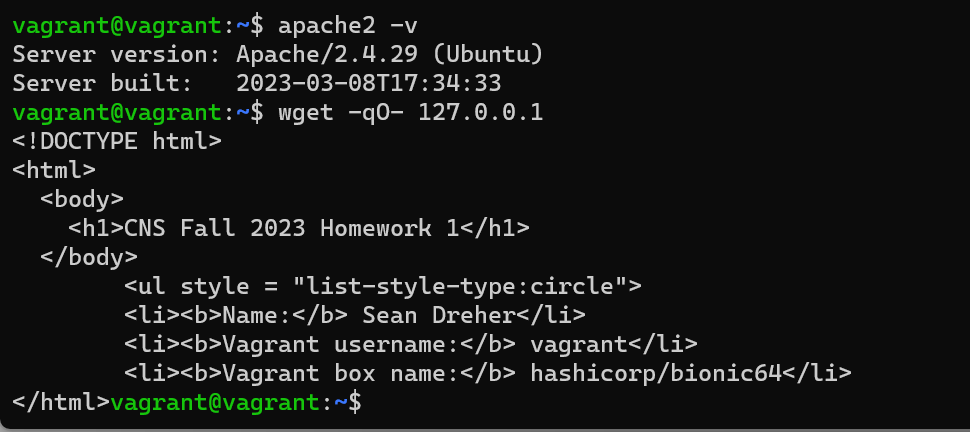 vagrant@vagrant:~$ apache2 -v
Server version: Apache/2.4.29 (Ubuntu)
Server built:   2023-03-08T17:34:33
vagrant@vagrant:~$ wget -qO- 127.0.0.1
<!DOCTYPE html>
<html>
  <body>
    <h1>CNS Fall 2023 Homework 1</h1>
  </body>
        <ul style = "list-style-type:circle">
        <li><b>Name:</b> Sean Dreher</li>
        <li><b>Vagrant username:</b> vagrant</li>
        <li><b>Vagrant box name:</b> hashicorp/bionic64</li>
</html>vagrant@vagrant:~$